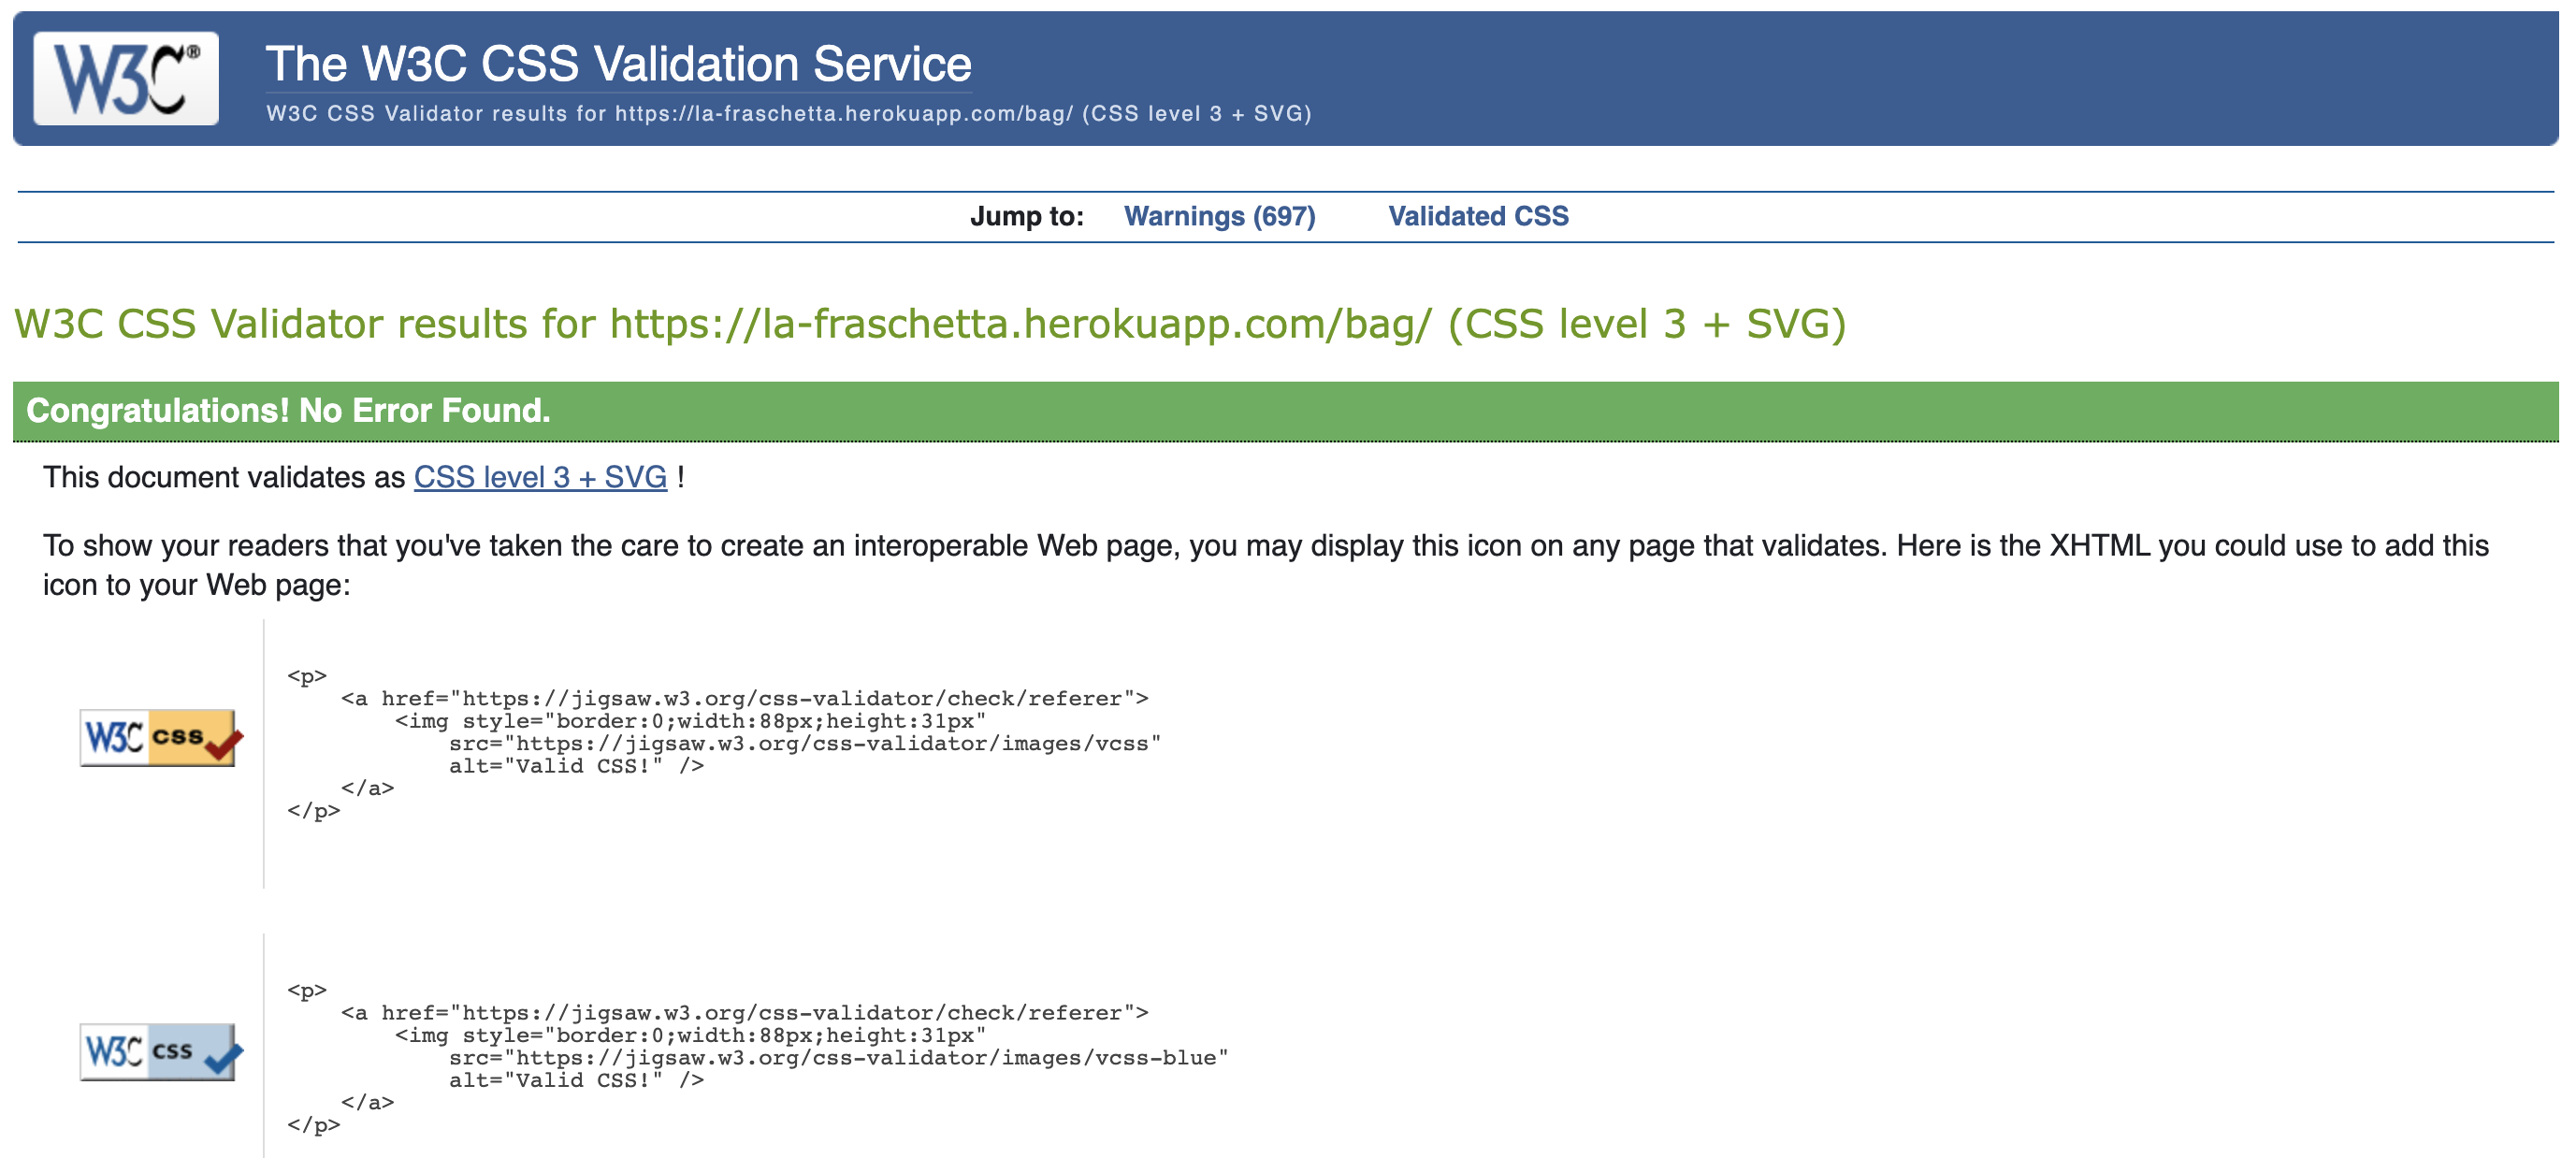 W3C®
The W3C CSS Validation Service
W3C CSS Validator results for https://la-fraschetta.herokuapp.com/bag/ (CSS level 3 + SVG)
Jump to: Warnings (697) Validated CSS
W3C CSS Validator results for https://la-fraschetta.herokuapp.com/bag/ (CSS level 3 + SVG)
Congratulations! No Error Found.
This document validates as CSS level 3 + SVG !
To show your readers that you've taken the care to create an interoperable Web page, you may display this icon on any page that validates. Here is the XHTML you could use to add this
icon to your Web page:
W3C css
<p>
    <a href="https://jigsaw.w3.org/css-validator/check/referer">
        <img style="border:0;width:88px;height:31px"
            src="https://jigsaw.w3.org/css-validator/images/vcss"
            alt="Valid CSS!" />
    </a>
</p>
W3C css
<p>
    <a href="https://jigsaw.w3.org/css-validator/check/referer">
        <img style="border:0;width:88px;height:31px"
            src="https://jigsaw.w3.org/css-validator/images/vcss-blue"
            alt="Valid CSS!" />
    </a>
</p>